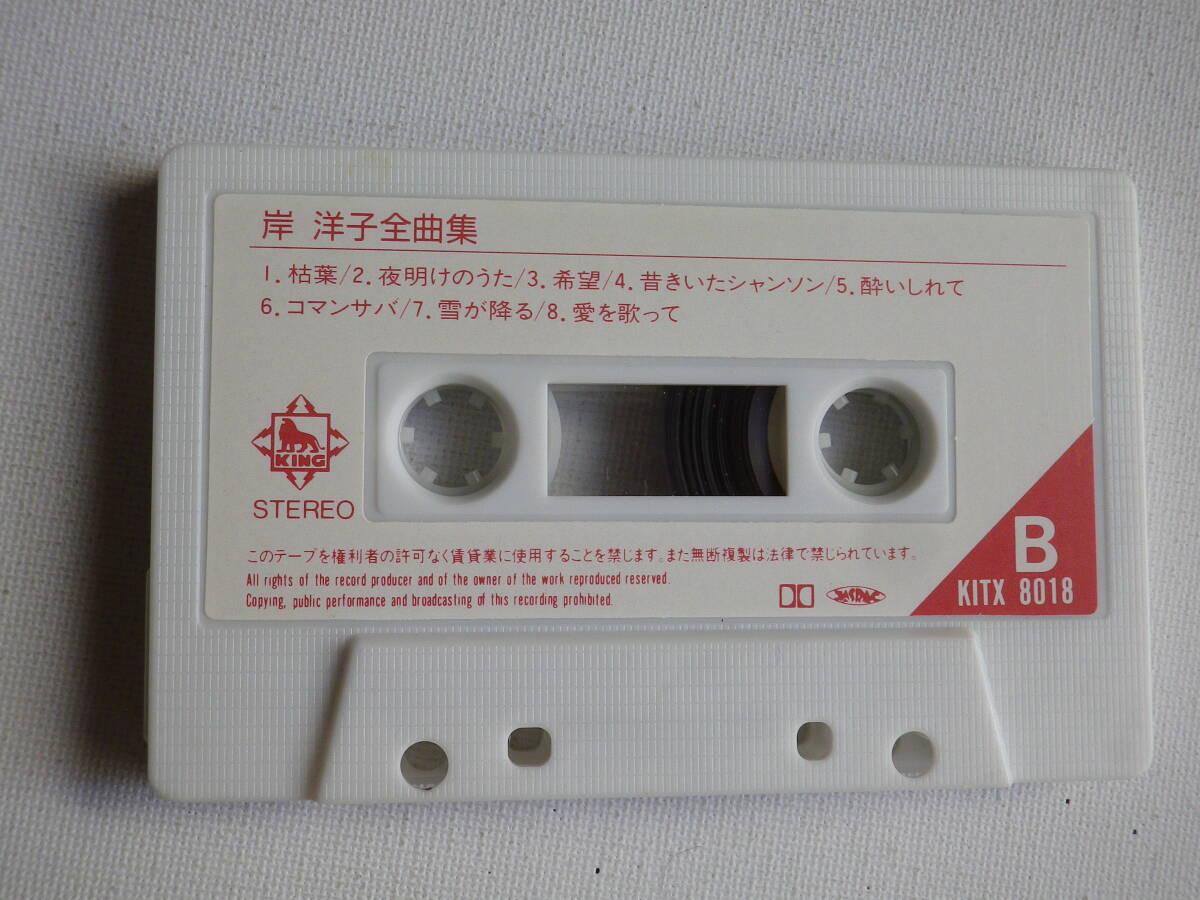 岸 洋子全曲集
1. 枯葉/2. 夜明けのうた/3. 希望/4. 昔きいたシャンソン/5. 酔いしれて
6. コマンサバ/7. 雪が降る/8. 愛を歌って
KING
STEREO
このテープを権利者の許可なく賃貸業に使用することを禁じます。また無断複製は法律で禁じられています。
All rights of the record producer and of the owner of the work reproduced reserved.
Copying, public performance and broadcasting of this recording prohibited.
JASRAC
B
KITX 8018